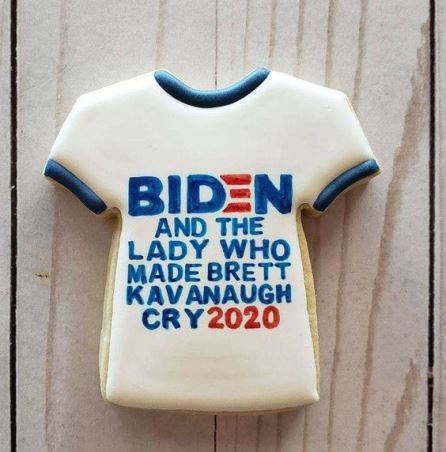 BIDEN
AND THE
LADY WHO
MADE BRETT
KAVANAUGH
CRY 2020